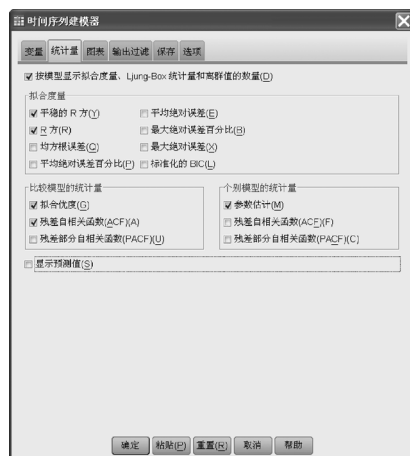 时间序列建模器
变量 统计量 图表 输出过滤 保存 选项
按模型显示拟合度量、Ljung-Box 统计量和离群值的数量(D)
拟合度量
平稳的 R 方(Y) 平均绝对误差(E)
R 方(R) 最大绝对误差百分比(B)
均方根误差(Q) 最大绝对误差(X)
平均绝对误差百分比(P) 标准化的 BIC(L)
比较模型的统计量 个别模型的统计量
拟合优度(G) 参数估计(M)
残差自相关函数(ACF)(A) 残差自相关函数(ACF)(F)
残差部分自相关函数(PACF)(U) 残差部分自相关函数(PACF)(C)
显示预测值(S)
确定 粘贴(P) 重置(R) 取消 帮助